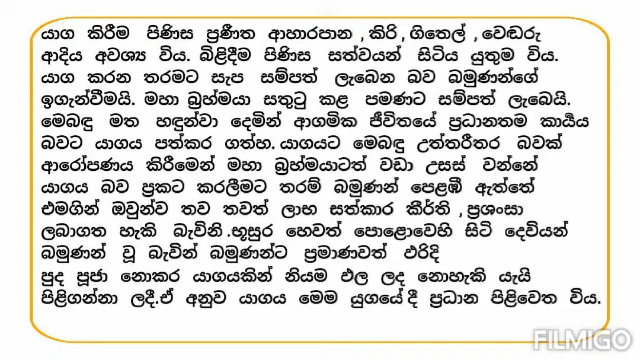 යාග කිරීම පිණිස ප්‍රණීත ආහාරපාන , කිරි , ගිතෙල් , වෙඬරු
ආදිය අවශ්‍ය විය. බිළිදීම පිණිස සත්වයන් සිටිය යුතුම විය.
යාග කරන තරමට සැප සම්පත් ලැබෙන බව බමුණන්ගේ
ඉගැන්වීමයි. මහා බ්‍රහ්මයා සතුටු කළ පමණට සම්පත් ලැබෙයි.
මෙබඳු මත හඳුන්වා දෙමින් ආගමික ජීවිතයේ ප්‍රධානතම කාර්‍ය්‍ය
බවට යාගය පත්කර ගත්හ. යාගයට මෙබඳු උත්තරීතර බවක්
ආරෝපණය කිරීමෙන් මහා බ්‍රහ්මයාටත් වඩා උසස් වන්නේ
යාගය බව ප්‍රකට කරලීමට තරම් බමුණන් පෙළඹී ඇත්තේ
එමගින් ඔවුන්ට තව තවත් ලාභ සත්කාර කීර්ති , ප්‍රශංසා
ලබාගත හැකි බැවිනි .භූසුර හෙවත් පොළොවෙහි සිටි දෙවියන්
බමුණන් වූ බැවින් බමුණන්ට ප්‍රමාණවත් ඵරිදි
පුද පූජා නොකර යාගයකින් නියම ඵල ලද නොහැකි යැයි
පිළිගන්නා ලදී.ඒ අනුව යාගය මෙම යුගයේ දී ප්‍රධාන පිළිවෙත විය.
FILMIGO